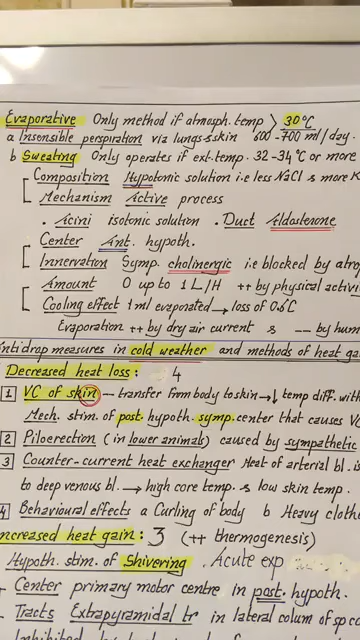 Evaporative Only method if atmosph. temp > 30°C
a Insensible perspiration via lungs & skin 600-700 ml/day.
b Sweating Only operates if ext. temp. 32-34°C or more
Composition Hypotonic solution i.e less NaCl & more K
Mechanism Active process
. Acini isotonic solution . Duct Aldosterone
Center Ant. hypoth.
Innervation Symp. cholinergic i.e blocked by atrop
Amount 0 up to 1 L/H ++ by physical activi
Cooling effect 1 ml evaporated → loss of 0.6C
Evaporation ++ by dry air current & -- by hum
Antidrop measures in cold weather and methods of heat ga
Decreased heat loss: 4
1 VC of skin → transfer from body to skin → ↓ temp diff. with
Mech. stim. of post. hypoth. symp. center that causes VC
2 Piloerection (in lower animals) caused by sympathetic
3 Counter-current heat exchanger Heat of arterial bl. is
to deep venous bl. → high core temp & low skin temp.
4 Behavioural effects a Curling of body b Heavy clothe
ncreased heat gain: 3 (++ thermogenesis)
Hypoth. stim. of Shivering . Acute exp
Center primary motor centre in post. hypoth.
Tracts Extrapyramidal tr in lateral colum of sp.c